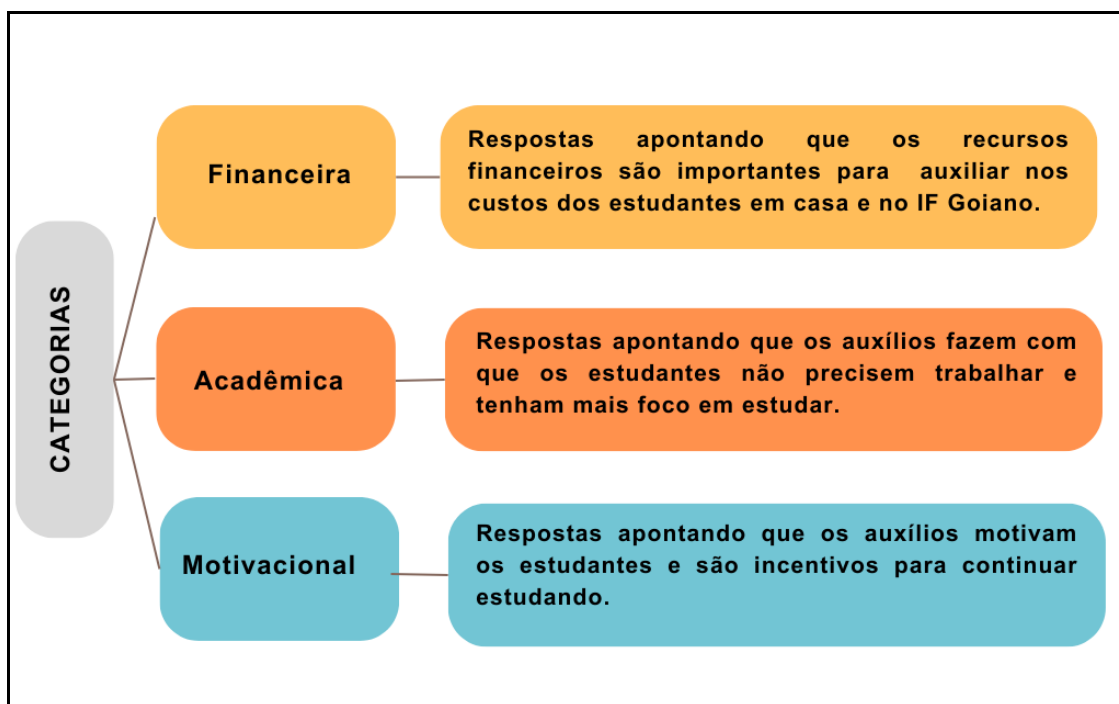 CATEGORIAS
Financeira
Respostas apontando que os recursos
financeiros são importantes para auxiliar nos
custos dos estudantes em casa e no IF Goiano.
Acadêmica
Respostas apontando que os auxílios fazem com
que os estudantes não precisem trabalhar e
tenham mais foco em estudar.
Motivacional
Respostas apontando que os auxílios motivam
os estudantes e são incentivos para continuar
estudando.